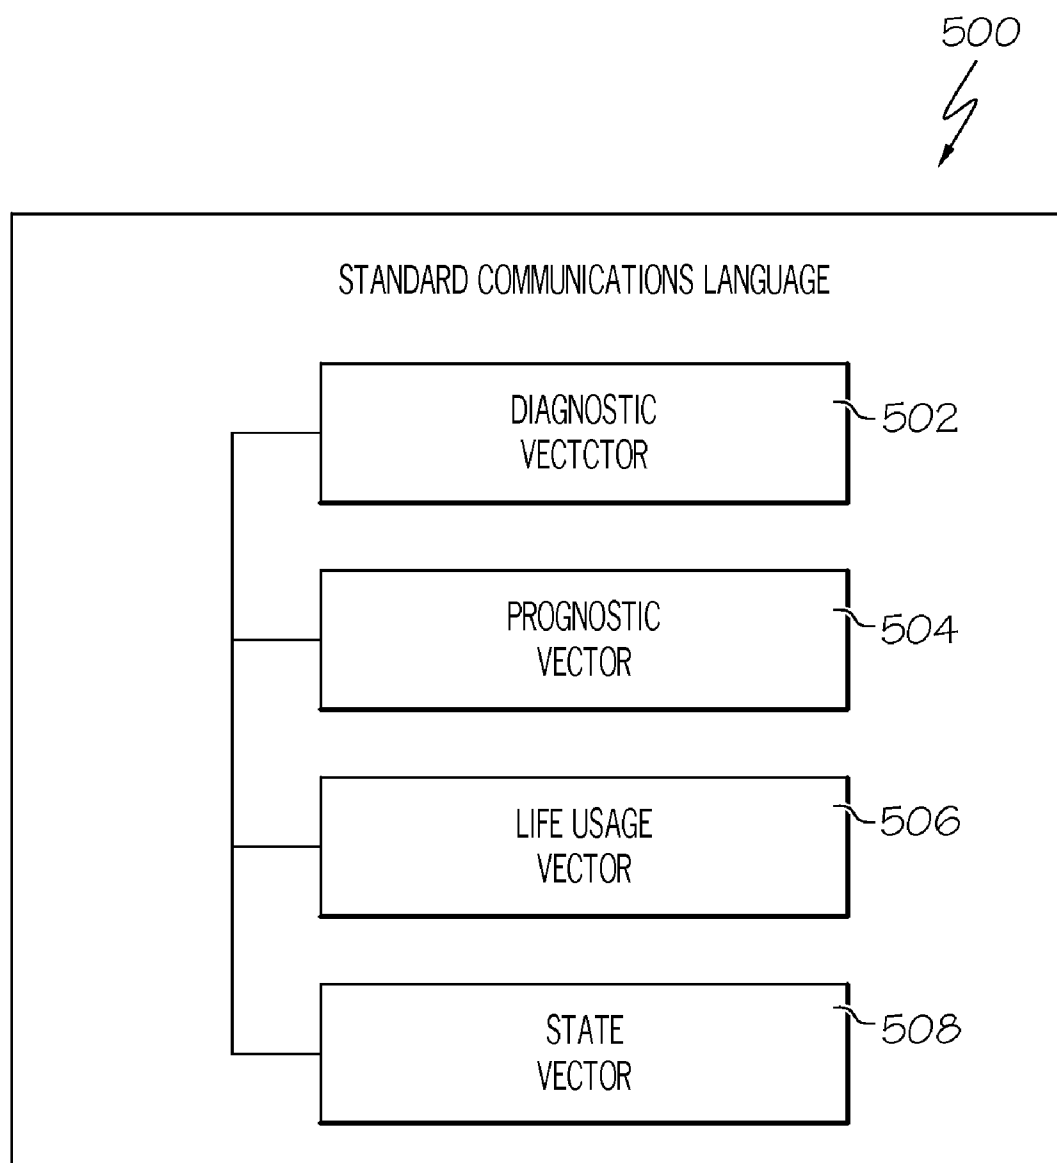 500
STANDARD COMMUNICATIONS LANGUAGE
DIAGNOSTIC
VECTCTOR
502
PROGNOSTIC
VECTOR
504
LIFE USAGE
VECTOR
506
STATE
VECTOR
508